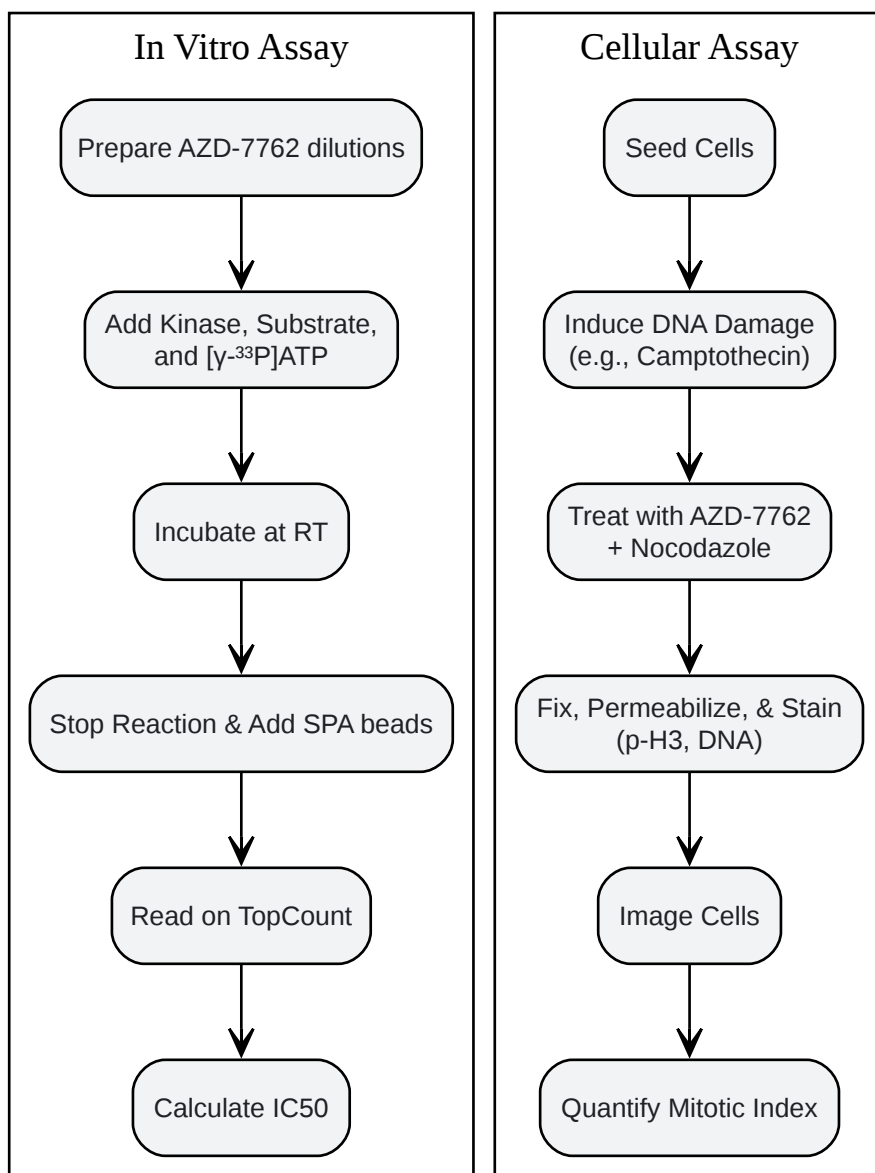 In Vitro Assay
Prepare AZD-7762 dilutions
Add Kinase, Substrate,
and [γ-³³P]ATP
Incubate at RT
Stop Reaction & Add SPA beads
Read on TopCount
Calculate IC50
Cellular Assay
Seed Cells
Induce DNA Damage
(e.g., Camptothecin)
Treat with AZD-7762
+ Nocodazole
Fix, Permeabilize, & Stain
(p-H3, DNA)
Image Cells
Quantify Mitotic Index